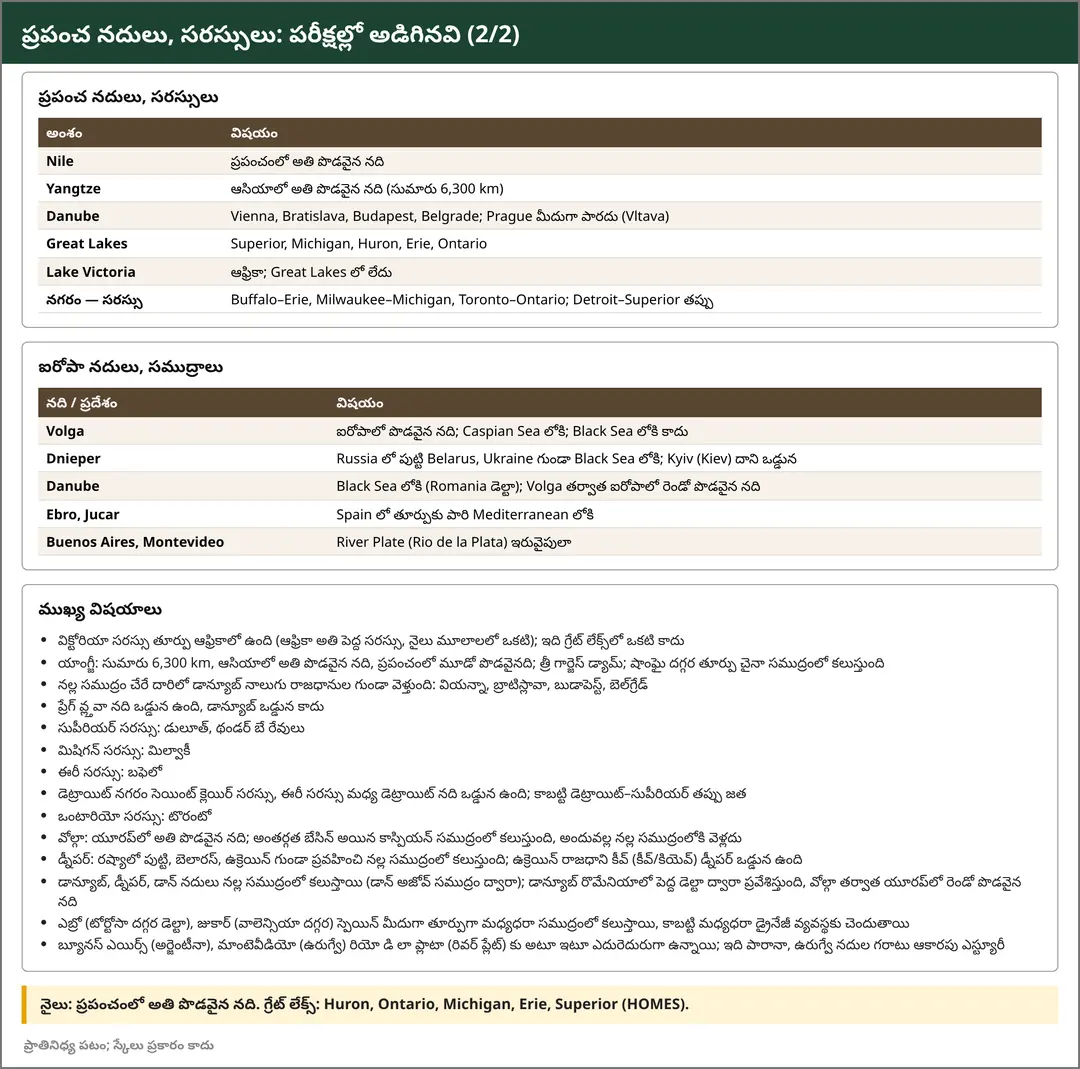 ప్రపంచ నదులు, సరస్సులు: పరీక్షల్లో అడిగినవి (2/2)
ప్రపంచ నదులు, సరస్సులు
అంశం విషయం
Nile ప్రపంచంలో అతి పొడవైన నది
Yangtze ఆసియాలో అతి పొడవైన నది (సుమారు 6,300 km)
Danube Vienna, Bratislava, Budapest, Belgrade; Prague మీదుగా పారదు (Vltava)
Great Lakes Superior, Michigan, Huron, Erie, Ontario
Lake Victoria ఆఫ్రికా; Great Lakes లో లేదు
నగరం — సరస్సు Buffalo–Erie, Milwaukee–Michigan, Toronto–Ontario; Detroit–Superior తప్పు
ఐరోపా నదులు, సముద్రాలు
నది / ప్రదేశం విషయం
Volga ఐరోపాలో పొడవైన నది; Caspian Sea లోకి; Black Sea లోకి కాదు
Dnieper Russia లో పుట్టి Belarus, Ukraine గుండా Black Sea లోకి; Kyiv (Kiev) దాని ఒడ్డున
Danube Black Sea లోకి (Romania డెల్టా); Volga తర్వాత ఐరోపాలో రెండో పొడవైన నది
Ebro, Jucar Spain లో తూర్పుకు పారి Mediterranean లోకి
Buenos Aires, Montevideo River Plate (Rio de la Plata) ఇరువైపులా
ముఖ్య విషయాలు
• విక్టోరియా సరస్సు తూర్పు ఆఫ్రికాలో ఉంది (ఆఫ్రికా అతి పెద్ద సరస్సు, నైలు మూలాలలో ఒకటి); ఇది గ్రేట్ లేక్స్‌లో ఒకటి కాదు
• యాంగ్జీ: సుమారు 6,300 km, ఆసియాలో అతి పొడవైన నది, ప్రపంచంలో మూడో పొడవైనది; త్రీ గార్జెస్ డ్యామ్; షాంఘై దగ్గర తూర్పు చైనా సముద్రంలో కలుస్తుంది
• నల్ల సముద్రం చేరే దారిలో డాన్యూబ్ నాలుగు రాజధానుల గుండా వెళ్తుంది: వియన్నా, బ్రాటిస్లావా, బుడాపెస్ట్, బెల్‌గ్రేడ్
• ప్రేగ్ వ్ల్తవా నది ఒడ్డున ఉంది, డాన్యూబ్ ఒడ్డున కాదు
• సుపీరియర్ సరస్సు: డులూత్, థండర్ బే రేవులు
• మిషిగన్ సరస్సు: మిల్వాకీ
• ఈరీ సరస్సు: బఫెలో
• డెట్రాయిట్ నగరం సెయింట్ క్లెయిర్ సరస్సు, ఈరీ సరస్సు మధ్య డెట్రాయిట్ నది ఒడ్డున ఉంది; కాబట్టి డెట్రాయిట్–సుపీరియర్ తప్పు జత
• ఒంటారియో సరస్సు: టొరంటో
• వోల్గా: యూరప్‌లో అతి పొడవైన నది; అంతర్గత బేసిన్ అయిన కాస్పియన్ సముద్రంలో కలుస్తుంది, అందువల్ల నల్ల సముద్రంలోకి వెళ్లదు
• డ్నీపర్: రష్యాలో పుట్టి, బెలారస్, ఉక్రెయిన్ గుండా ప్రవహించి నల్ల సముద్రంలో కలుస్తుంది; ఉక్రెయిన్ రాజధాని కీవ్ (కీవ్/కియెవ్) డ్నీపర్ ఒడ్డున ఉంది
• డాన్యూబ్, డ్నీపర్, డాన్ నదులు నల్ల సముద్రంలో కలుస్తాయి (డాన్ అజోవ్ సముద్రం ద్వారా); డాన్యూబ్ రొమేనియాలో పెద్ద డెల్టా ద్వారా ప్రవేశిస్తుంది, వోల్గా తర్వాత యూరప్‌లో రెండో పొడవైన
నది
• ఎబ్రో (టోర్టోసా దగ్గర డెల్టా), జుకార్ (వాలెన్సియా దగ్గర) స్పెయిన్ మీదుగా తూర్పుగా మధ్యధరా సముద్రంలో కలుస్తాయి, కాబట్టి మధ్యధరా డ్రైనేజీ వ్యవస్థకు చెందుతాయి
• బ్యూనస్ ఎయిర్స్ (అర్జెంటీనా), మాంటెవీడియో (ఉరుగ్వే) రియో డి లా ప్లాటా (రివర్ ప్లేట్) కు అటూ ఇటూ ఎదురెదురుగా ఉన్నాయి; ఇది పారానా, ఉరుగ్వే నదుల గరాటు ఆకారపు ఎస్ట్యూరీ
నైలు: ప్రపంచంలో అతి పొడవైన నది. గ్రేట్ లేక్స్: Huron, Ontario, Michigan, Erie, Superior (HOMES).
ప్రాతినిధ్య పటం; స్కేలు ప్రకారం కాదు